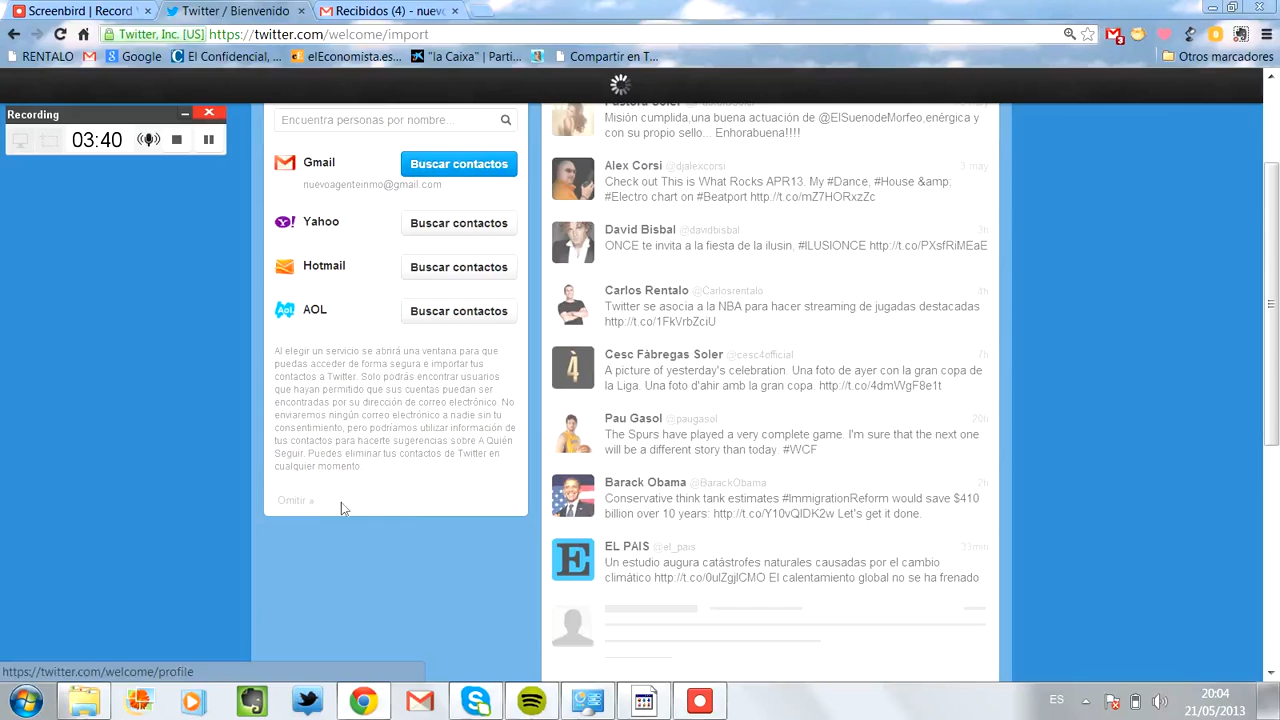 Screenbird | Record
Twitter / Bienvenido
Recibidos (4) - nuevo
Twitter, Inc. [US]
https://twitter.com/welcome/import
RENTALO
Google
El Confidencial,...
elEconomista.es...
"la Caixa" | Parti...
Compartir en T...
Otros marcadores
Recording
03:40
Encuentra personas por nombre...
Gmail
Buscar contactos
nuevoagenteinmo@gmail.com
Yahoo
Buscar contactos
Hotmail
Buscar contactos
AOL
Buscar contactos
Al elegir un servicio se abrirá una ventana para que
puedas acceder de forma segura e importar tus
contactos a Twitter. Solo podrás encontrar usuarios
que hayan permitido que sus cuentas puedan ser
encontradas por su dirección de correo electrónico. No
enviaremos ningún correo electrónico a nadie sin tu
consentimiento, pero podríamos utilizar información de
tus contactos para hacerte sugerencias sobre A Quién
Seguir. Puedes eliminar tus contactos de Twitter en
cualquier momento
Omitir »
Pastora Soler
Misión cumplida,una buena actuación de @ElSuenodeMorfeo,enérgica y
con su propio sello... Enhorabuena!!!!
Alex Corsi @djalexcorsi 3 may
Check out This is What Rocks APR13. My #Dance, #House &amp;
#Electro chart on #Beatport http://t.co/mZ7HORxzZc
David Bisbal @davidbisbal 3h
ONCE te invita a la fiesta de la ilusin, #ILUSIONCE http://t.co/PXsfRiMEaE
Carlos Rentalo @Carlosrentalo 4h
Twitter se asocia a la NBA para hacer streaming de jugadas destacadas
http://t.co/1FkVrbZciU
Cesc Fàbregas Soler @cesc4official 7h
A picture of yesterday's celebration. Una foto de ayer con la gran copa de
la Liga. Una foto d'ahir amb la gran copa. http://t.co/4dmWgF8e1t
Pau Gasol @paugasol 20h
The Spurs have played a very complete game. I'm sure that the next one
will be a different story than today. #WCF
Barack Obama @BarackObama 2h
Conservative think tank estimates #ImmigrationReform would save $410
billion over 10 years: http://t.co/Y10vQIDK2w Let's get it done.
EL PAIS @el_pais 33min
Un estudio augura catástrofes naturales causadas por el cambio
climático http://t.co/0ulZgjlCMO El calentamiento global no se ha frenado
https://twitter.com/welcome/profile
ES
20:04
21/05/2013